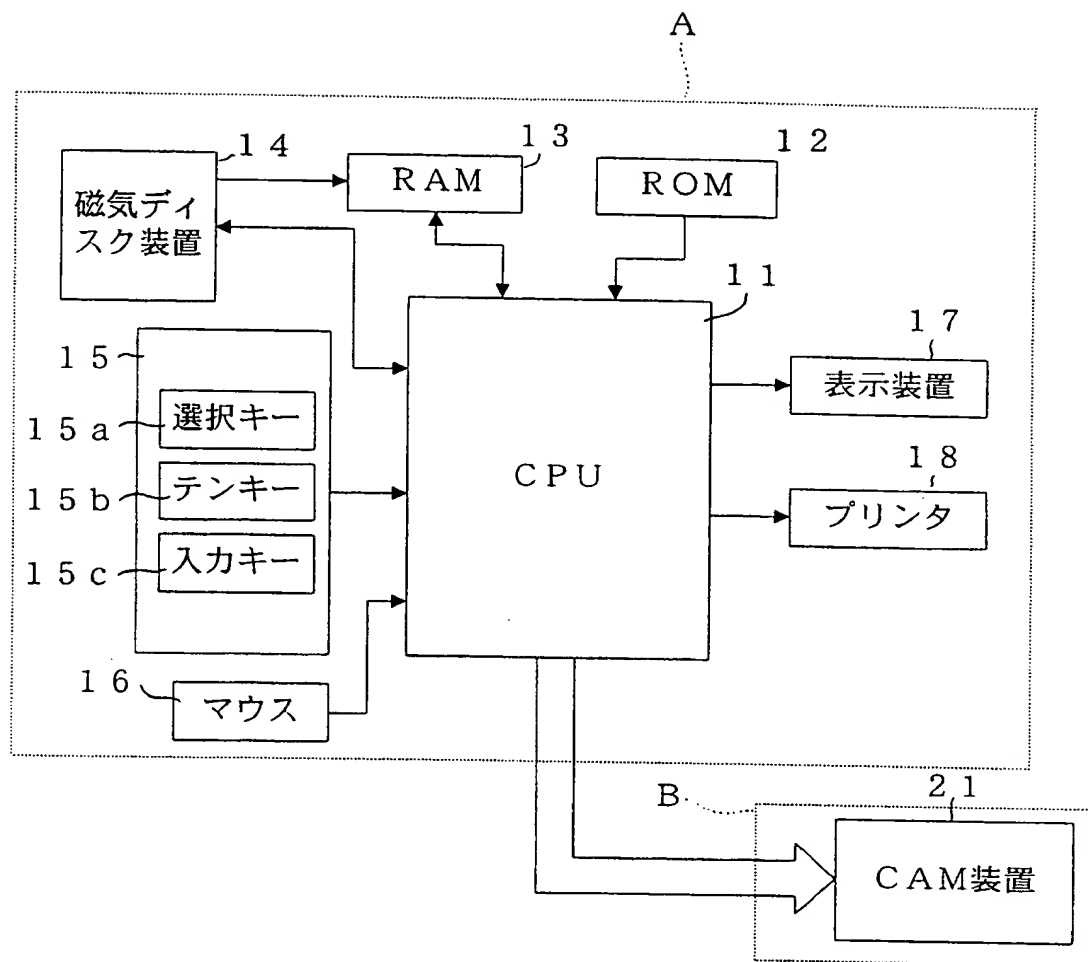 A
14
13
12
磁気ディ
スク装置
RAM
ROM
11
15
17
選択キー
表示装置
15a
CPU
18
テンキー
15b
プリンタ
入力キー
15c
16
マウス
B
21
CAM装置